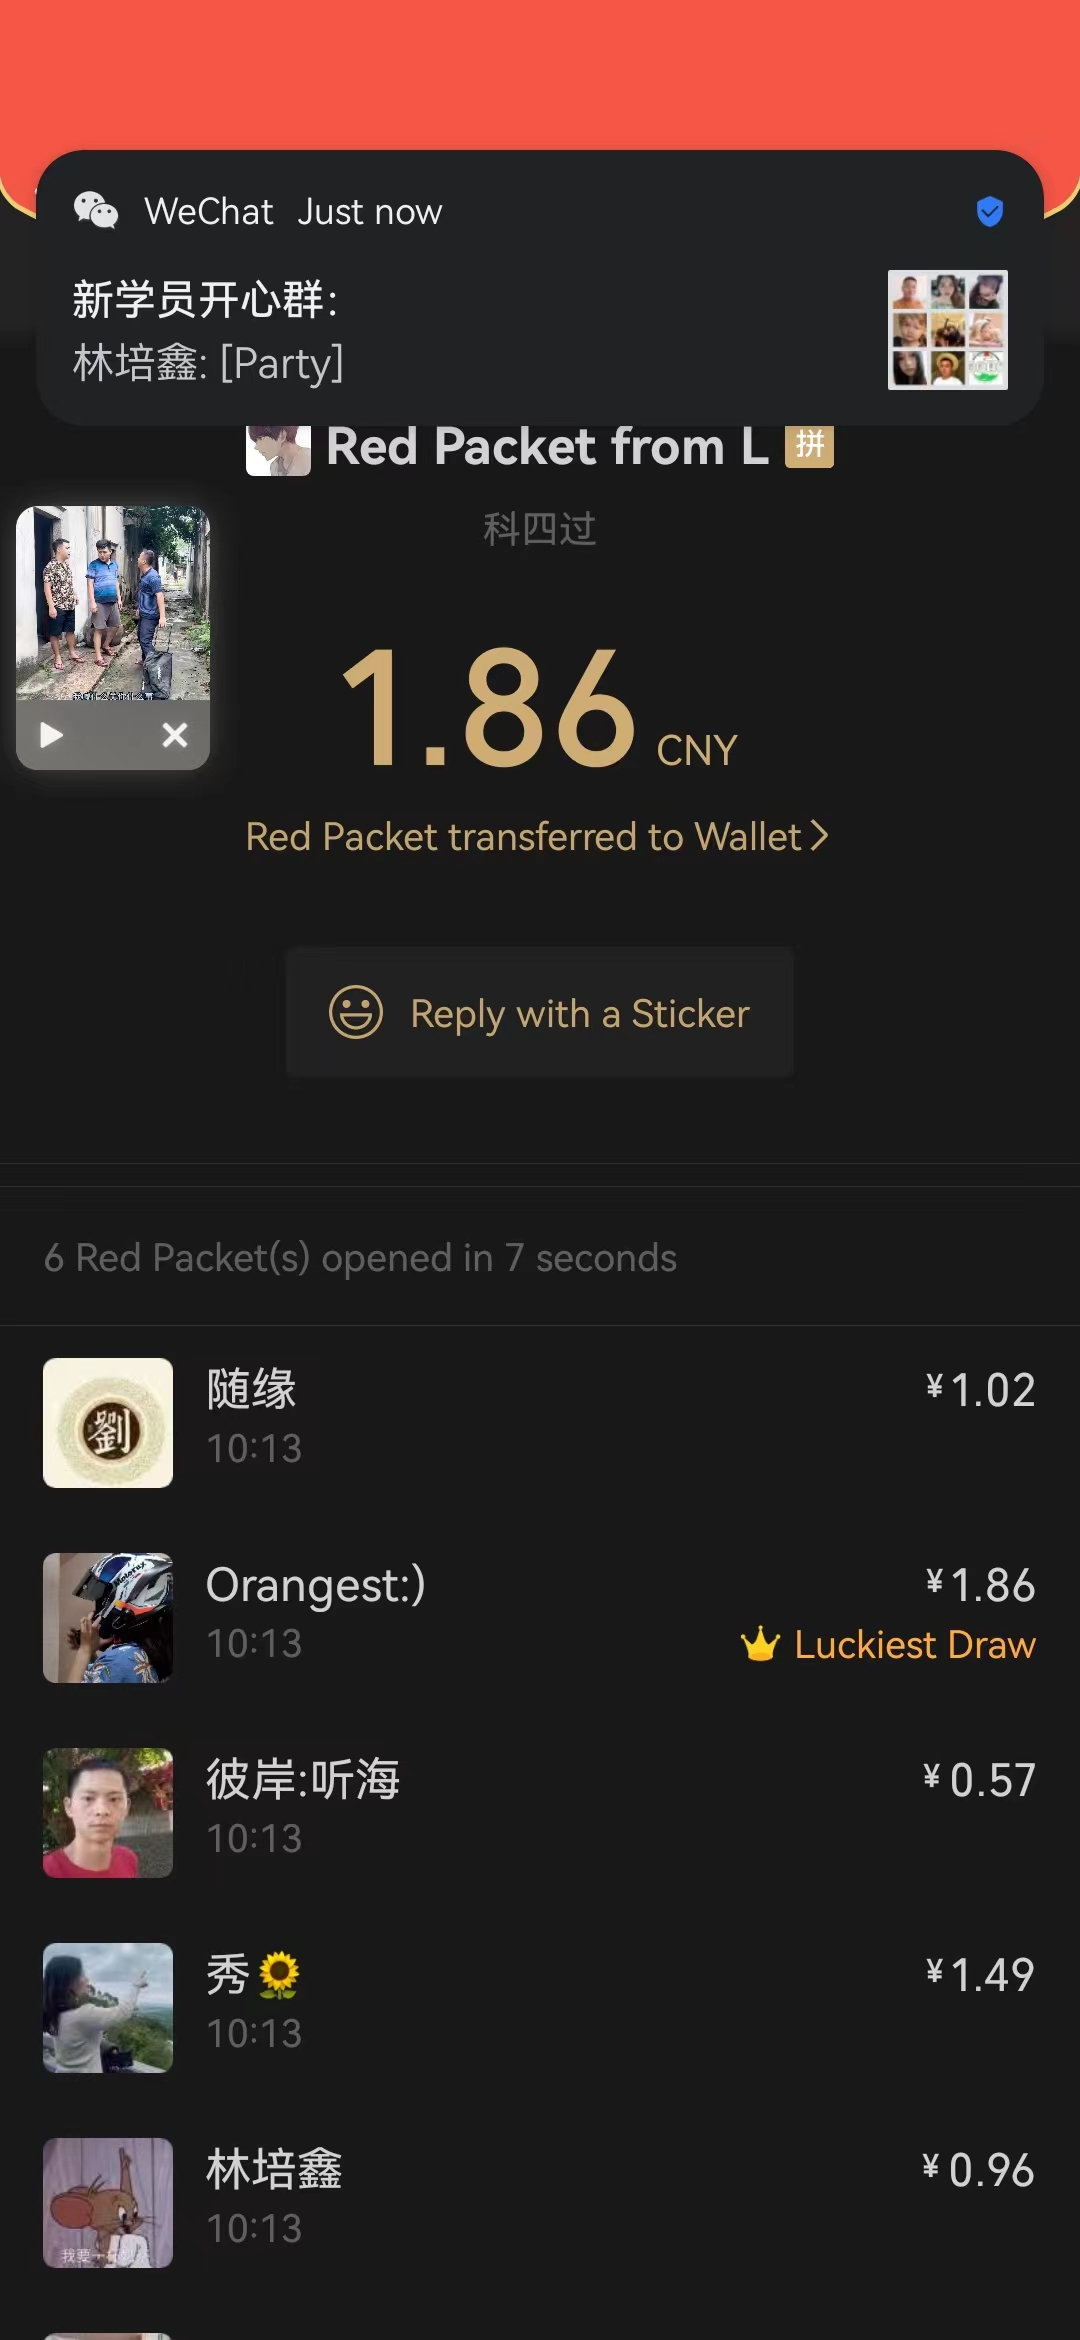 WeChat Just now
新学员开心群:
林培鑫: [Party]
Red Packet from L 拼
科四过
1.86 CNY
Red Packet transferred to Wallet
Reply with a Sticker
6 Red Packet(s) opened in 7 seconds
劉
随缘
¥1.02
10:13
Orangest:)
¥1.86
10:13
Luckiest Draw
彼岸:听海
¥0.57
10:13
秀🌻
¥1.49
10:13
林培鑫
¥0.96
10:13
我要一